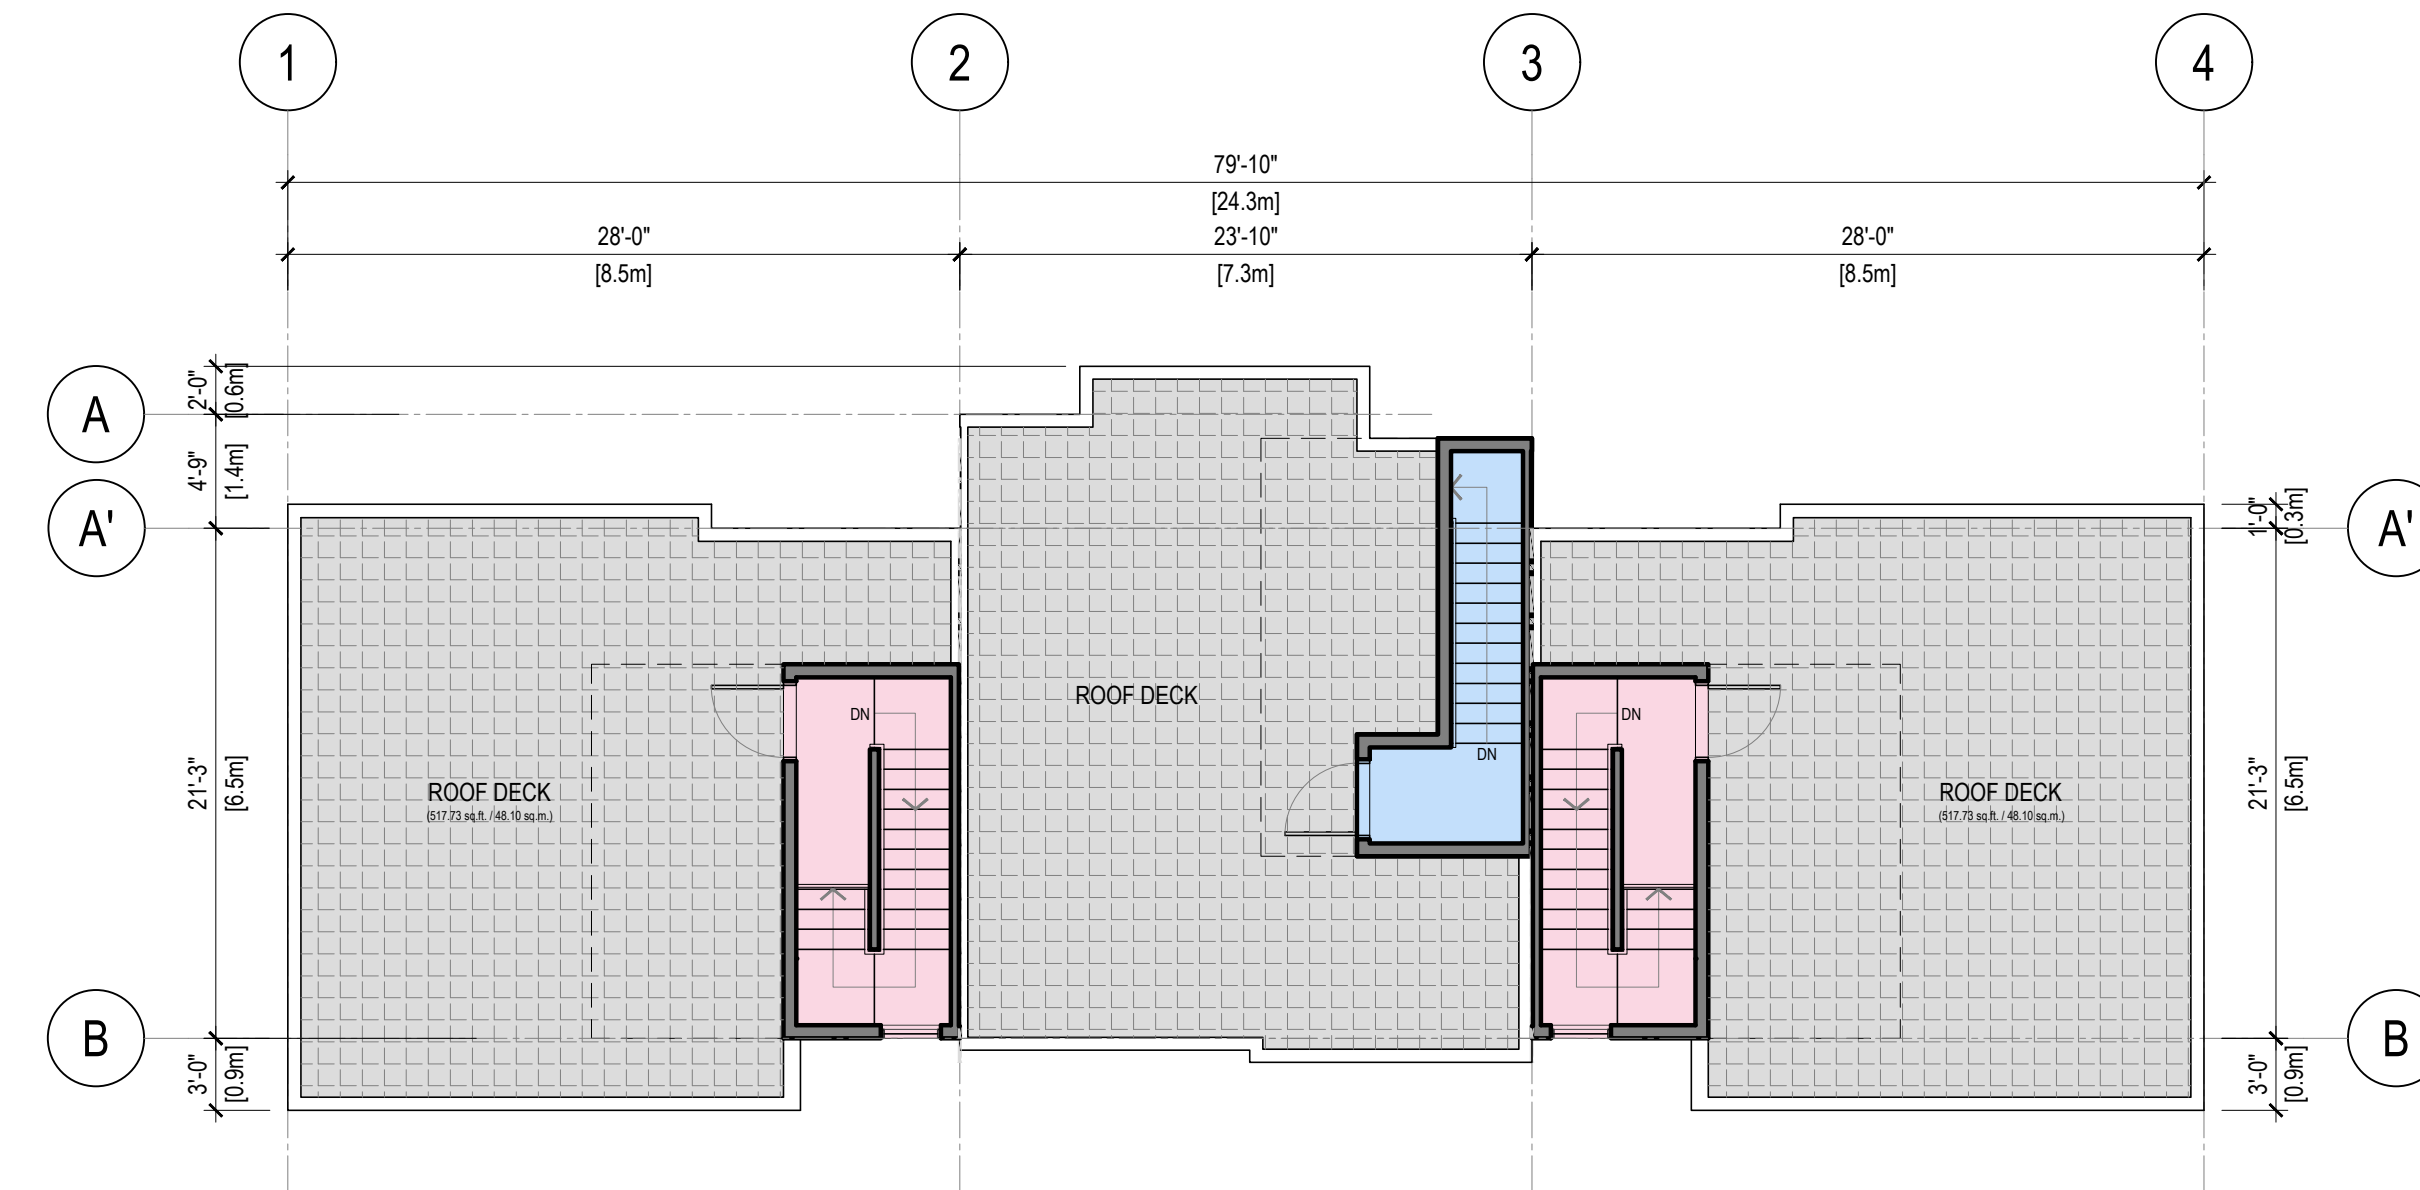 1
2
3
4
79'-10"
[24.3m]
28'-0"
23'-10"
28'-0"
[8.5m]
[7.3m]
[8.5m]
A
2'-0"
[0.6m]
4'-9"
[1.4m]
A'
1'-0"
[0.3m]
A'
ROOF DECK
DN
DN
DN
21'-3"
[6.5m]
ROOF DECK
(517.73 sq.ft. / 48.10 sq.m.)
ROOF DECK
(517.73 sq.ft. / 48.10 sq.m.)
21'-3"
[6.5m]
B
B
3'-0"
[0.9m]
3'-0"
[0.9m]